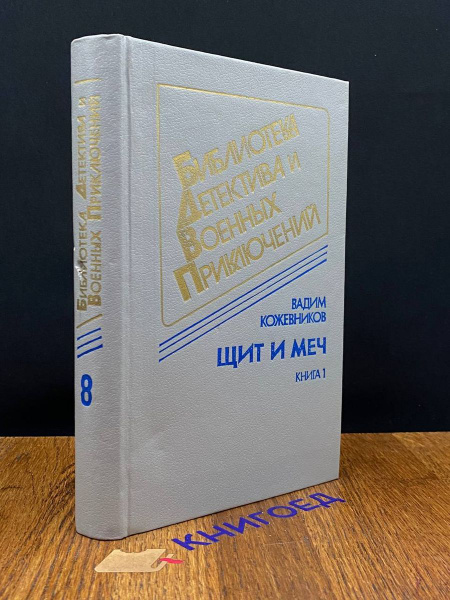 Библиотека Детектива и
Военных Приключений
8
Библиотека
Детектива и
Военных
Приключений
ВАДИМ
КОЖЕВНИКОВ
ЩИТ И МЕЧ
КНИГА 1
КНИГОЕД